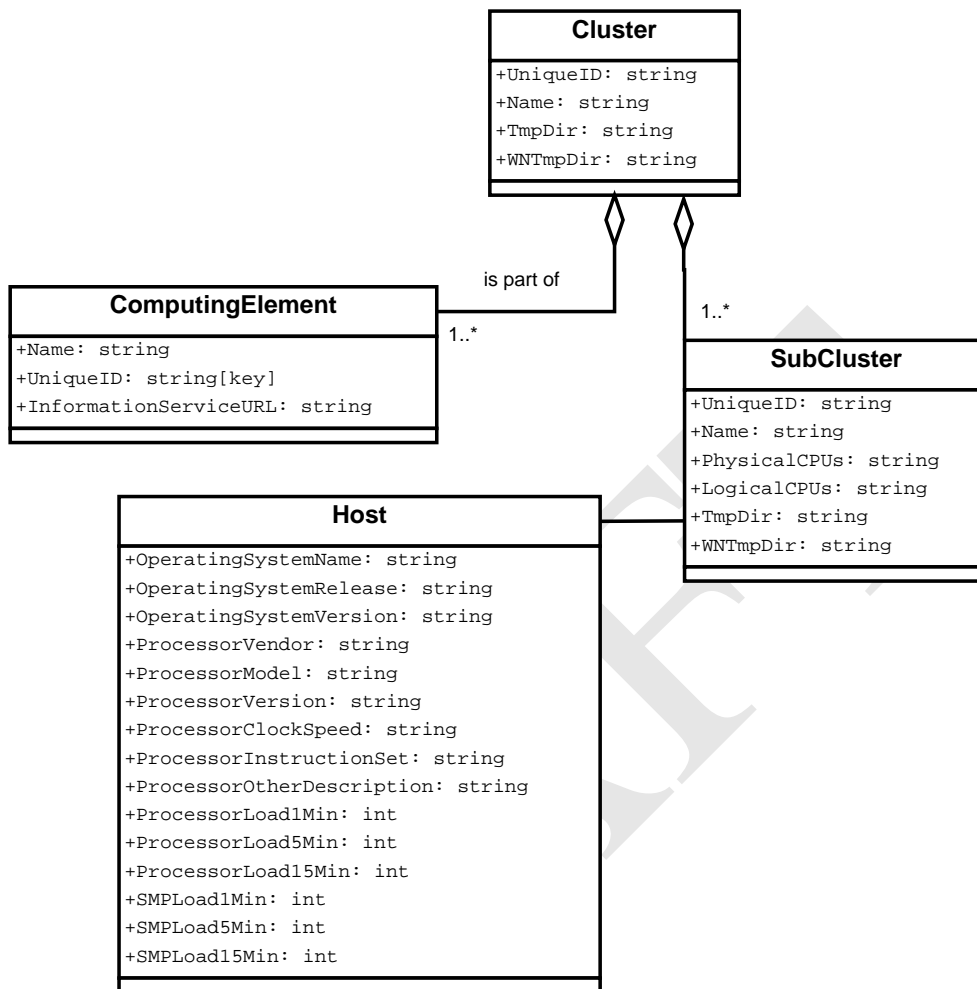 Cluster
+UniqueID: string
+Name: string
+TmpDir: string
+WNTmpDir: string
is part of
1..*
1..*
ComputingElement
+Name: string
+UniqueID: string[key]
+InformationServiceURL: string
SubCluster
+UniqueID: string
+Name: string
+PhysicalCPUs: string
+LogicalCPUs: string
+TmpDir: string
+WNTmpDir: string
Host
+OperatingSystemName: string
+OperatingSystemRelease: string
+OperatingSystemVersion: string
+ProcessorVendor: string
+ProcessorModel: string
+ProcessorVersion: string
+ProcessorClockSpeed: string
+ProcessorInstructionSet: string
+ProcessorOtherDescription: string
+ProcessorLoad1Min: int
+ProcessorLoad5Min: int
+ProcessorLoad15Min: int
+SMPLoad1Min: int
+SMPLoad5Min: int
+SMPLoad15Min: int